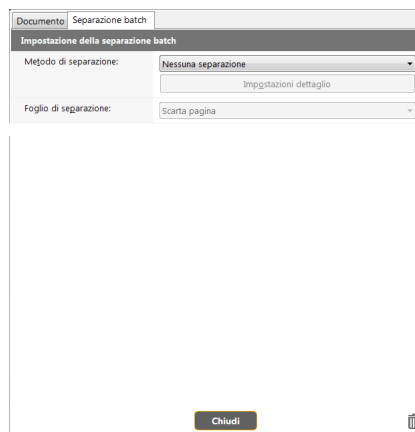 Documento Separazione batch
Impostazione della separazione batch
Metodo di separazione: Nessuna separazione
Impostazioni dettaglio
Foglio di separazione: Scarta pagina
Chiudi